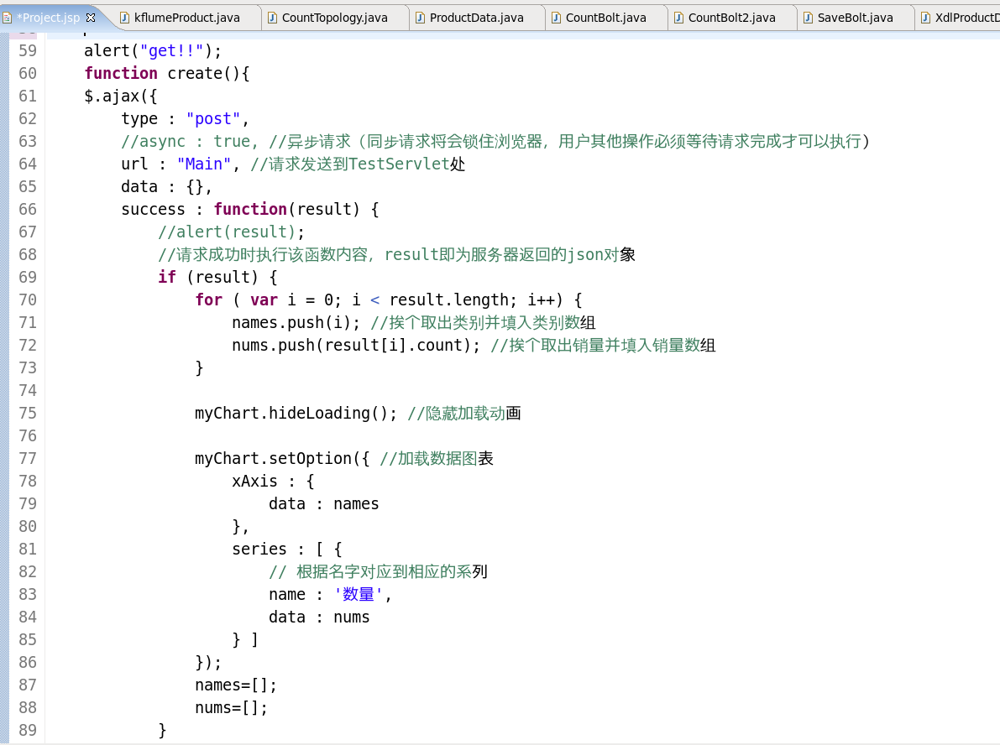 *Project.jsp kflumeProduct.java CountTopology.java ProductData.java CountBolt.java CountBolt2.java SaveBolt.java XdlProductD
59 alert("get!!");
60 function create(){
61 $.ajax({
62 type : "post",
63 //async : true, //异步请求（同步请求将会锁住浏览器，用户其他操作必须等待请求完成才可以执行）
64 url : "Main", //请求发送到TestServlet处
65 data : {},
66 success : function(result) {
67 //alert(result);
68 //请求成功时执行该函数内容，result即为服务器返回的json对象
69 if (result) {
70 for ( var i = 0; i < result.length; i++) {
71 names.push(i); //挨个取出类别并填入类别数组
72 nums.push(result[i].count); //挨个取出销量并填入销量数组
73 }
74
75 myChart.hideLoading(); //隐藏加载动画
76
77 myChart.setOption({ //加载数据图表
78 xAxis : {
79 data : names
80 },
81 series : [ {
82 // 根据名字对应到相应的系列
83 name : '数量',
84 data : nums
85 } ]
86 });
87 names=[];
88 nums=[];
89 }